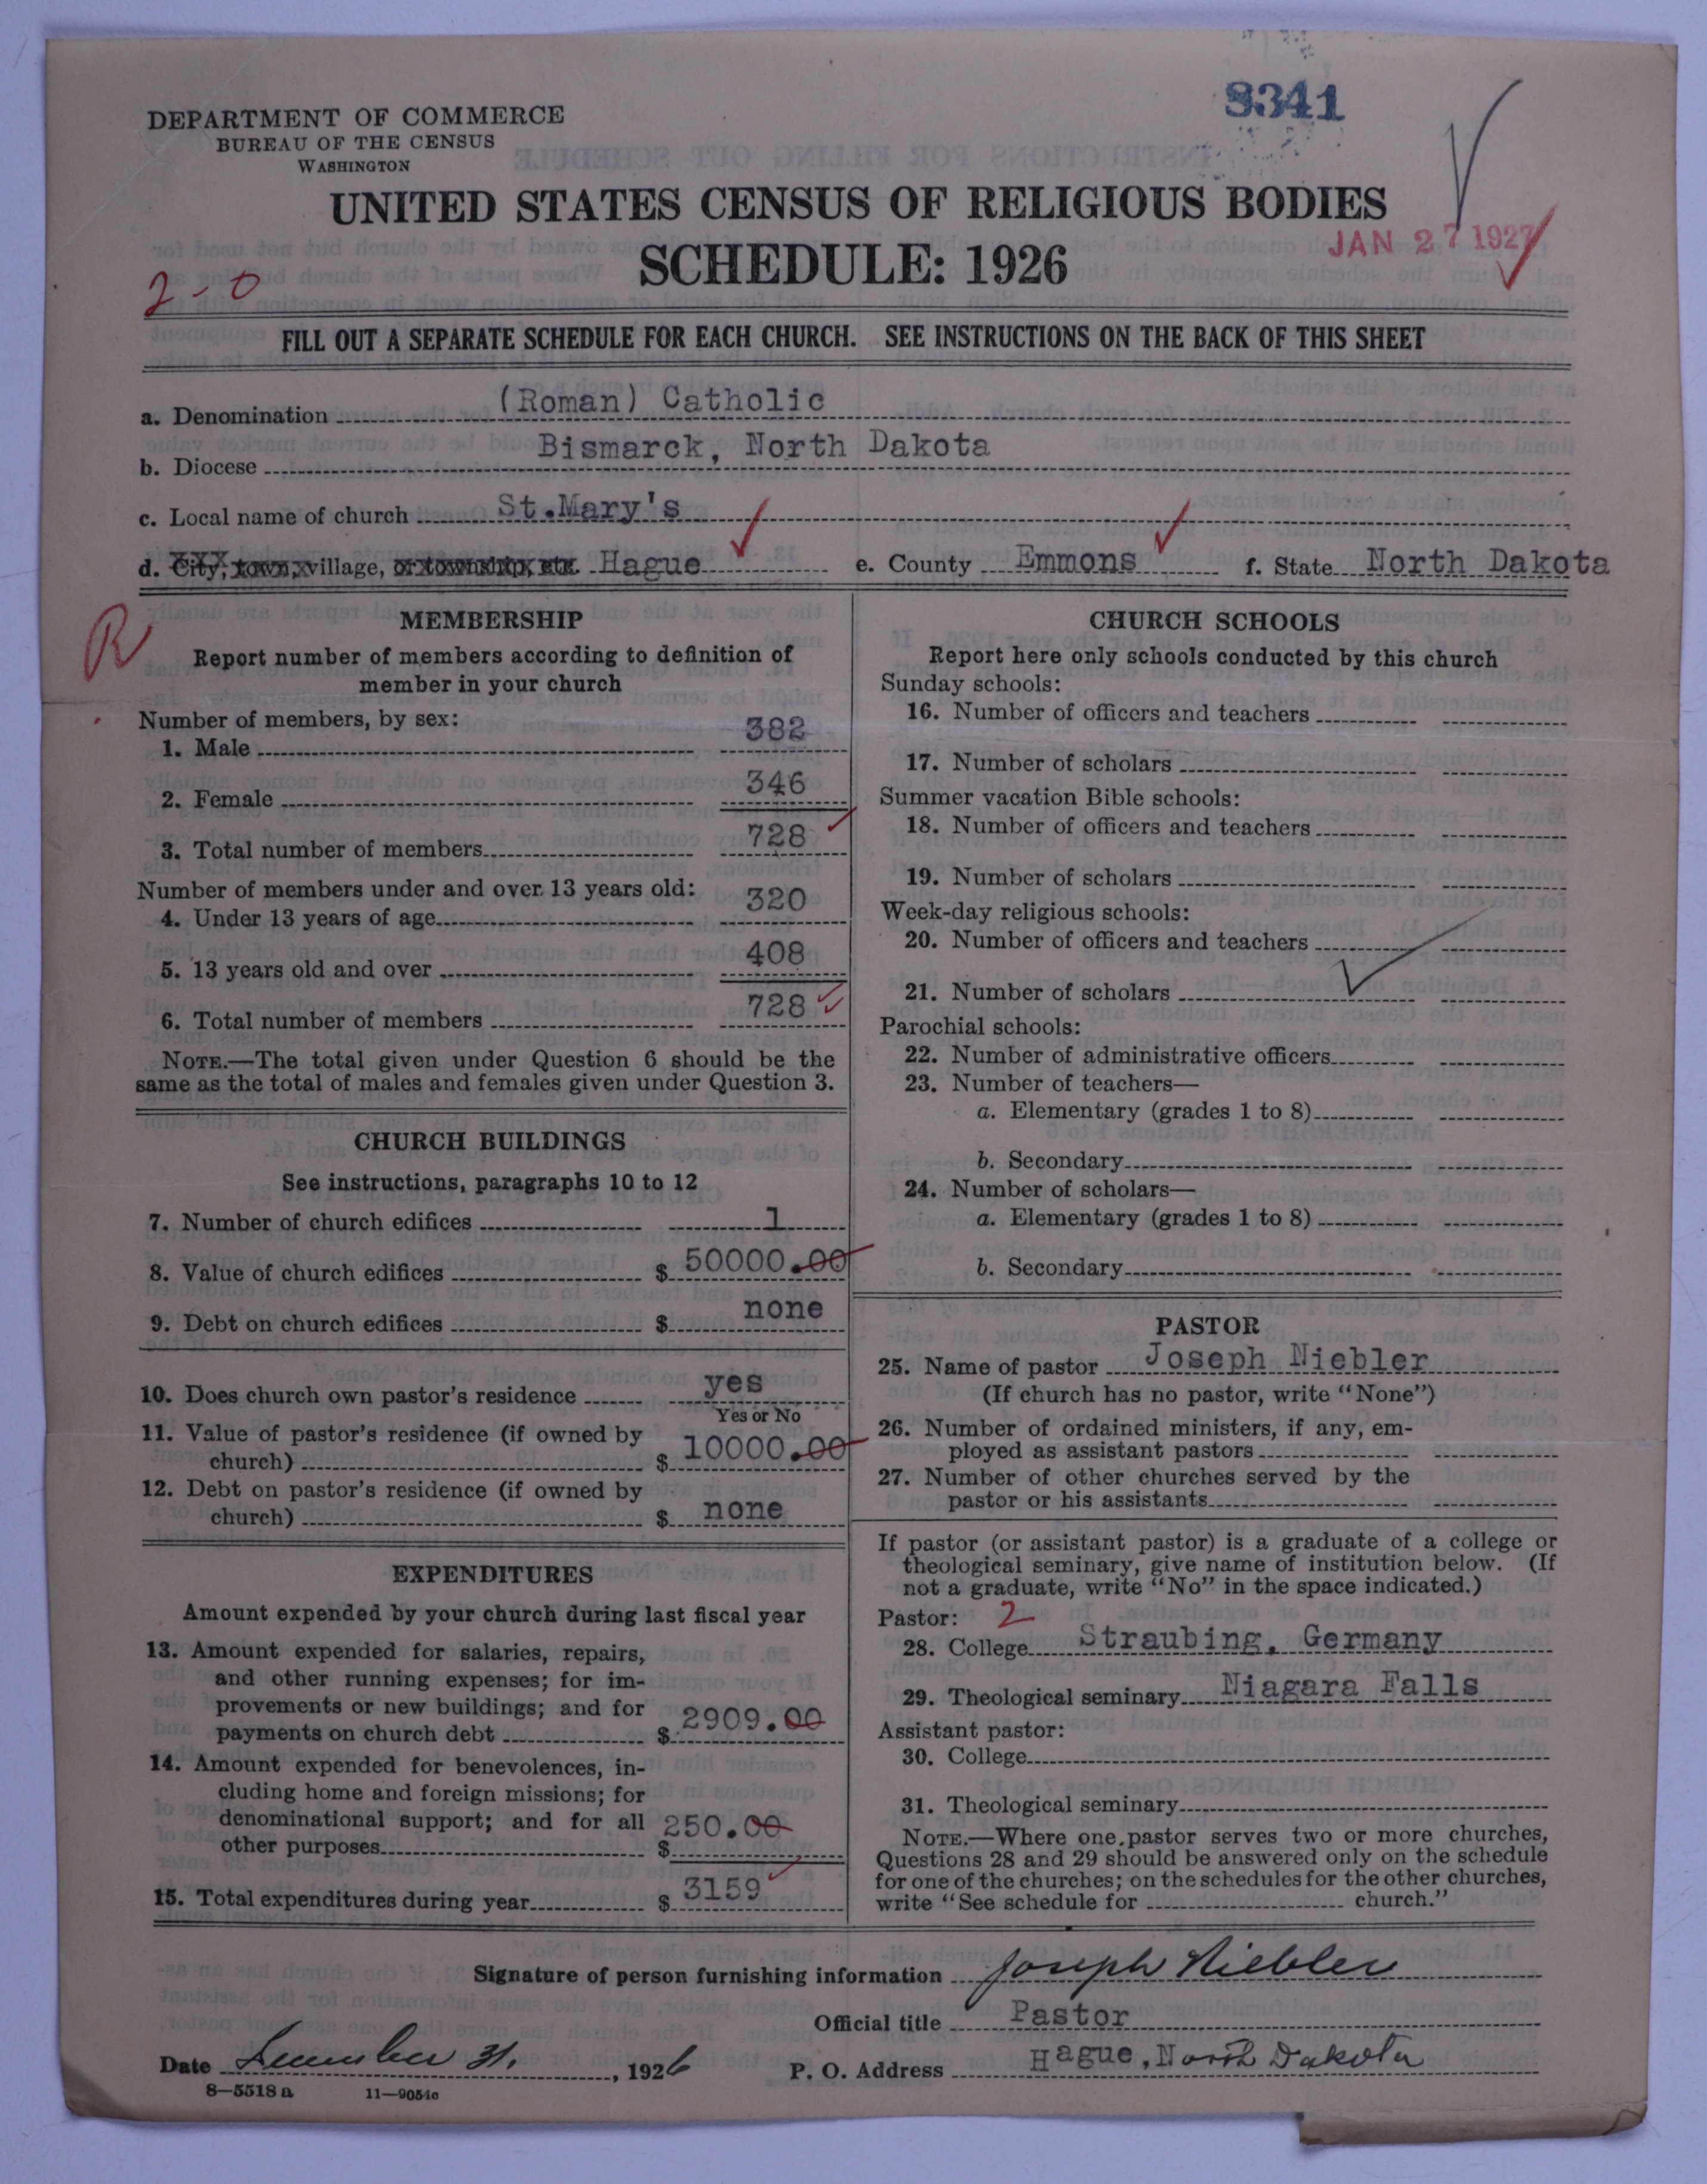 8341
DEPARTMENT OF COMMERCE
BUREAU OF THE CENSUS
WASHINGTON
UNITED STATES CENSUS OF RELIGIOUS BODIES
SCHEDULE: 1926
JAN 27 1927
2-0
FILL OUT A SEPARATE SCHEDULE FOR EACH CHURCH. SEE INSTRUCTIONS ON THE BACK OF THIS SHEET
a. Denomination (Roman) Catholic
b. Diocese Bismarck, North Dakota
c. Local name of church St.Mary's
d. City, town, village, or township, etc. Hague e. County Emmons f. State North Dakota
R
MEMBERSHIP
Report number of members according to definition of
member in your church
Number of members, by sex:
1. Male 382
2. Female 346
3. Total number of members 728
Number of members under and over 13 years old:
4. Under 13 years of age 320
5. 13 years old and over 408
6. Total number of members 728
NOTE.—The total given under Question 6 should be the
same as the total of males and females given under Question 3.
CHURCH BUILDINGS
See instructions, paragraphs 10 to 12
7. Number of church edifices 1
8. Value of church edifices $ 50000.00
9. Debt on church edifices $ none
10. Does church own pastor's residence yes
Yes or No
11. Value of pastor's residence (if owned by
church) $ 10000.00
12. Debt on pastor's residence (if owned by
church) $ none
EXPENDITURES
Amount expended by your church during last fiscal year
13. Amount expended for salaries, repairs,
and other running expenses; for im-
provements or new buildings; and for
payments on church debt $ 2909.00
14. Amount expended for benevolences, in-
cluding home and foreign missions; for
denominational support; and for all
other purposes $ 250.00
15. Total expenditures during year $ 3159
CHURCH SCHOOLS
Report here only schools conducted by this church
Sunday schools:
16. Number of officers and teachers
17. Number of scholars
Summer vacation Bible schools:
18. Number of officers and teachers
19. Number of scholars
Week-day religious schools:
20. Number of officers and teachers
21. Number of scholars
Parochial schools:
22. Number of administrative officers
23. Number of teachers—
a. Elementary (grades 1 to 8)
b. Secondary
24. Number of scholars—
a. Elementary (grades 1 to 8)
b. Secondary
PASTOR
25. Name of pastor Joseph Niebler
(If church has no pastor, write "None")
26. Number of ordained ministers, if any, em-
ployed as assistant pastors
27. Number of other churches served by the
pastor or his assistants
If pastor (or assistant pastor) is a graduate of a college or
theological seminary, give name of institution below. (If
not a graduate, write "No" in the space indicated.)
Pastor: 2
28. College Straubing, Germany
29. Theological seminary Niagara Falls
Assistant pastor:
30. College
31. Theological seminary
NOTE.—Where one pastor serves two or more churches,
Questions 28 and 29 should be answered only on the schedule
for one of the churches; on the schedules for the other churches,
write "See schedule for church."
Signature of person furnishing information Joseph Niebler
Official title Pastor
Date December 31, 1926 P. O. Address Hague, North Dakota
8—5518 a 11—9054c